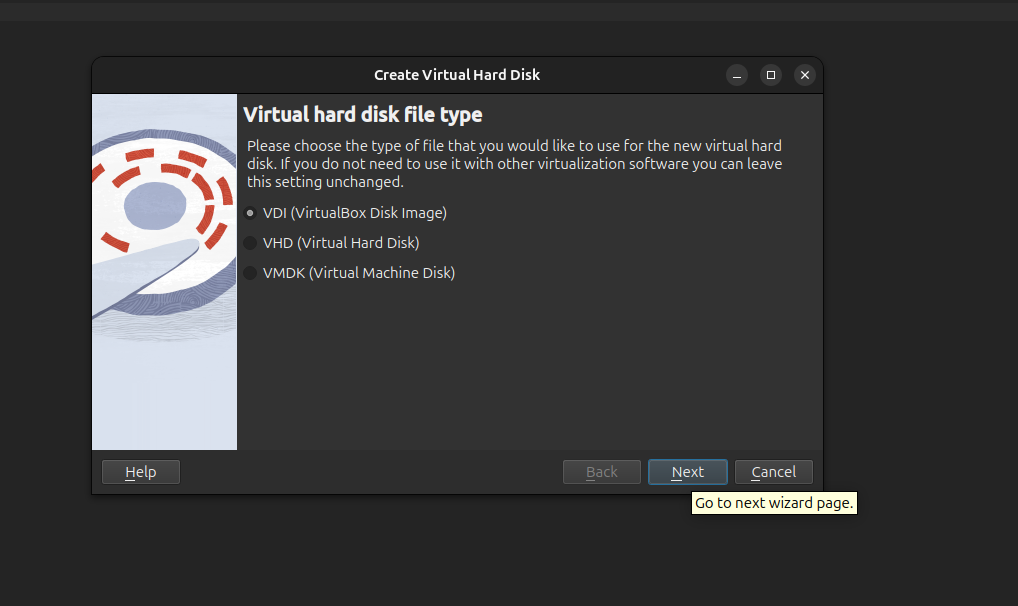 Create Virtual Hard Disk
Virtual hard disk file type
Please choose the type of file that you would like to use for the new virtual hard
disk. If you do not need to use it with other virtualization software you can leave
this setting unchanged.
VDI (VirtualBox Disk Image)
VHD (Virtual Hard Disk)
VMDK (Virtual Machine Disk)
Help
Back
Next
Cancel
Go to next wizard page.